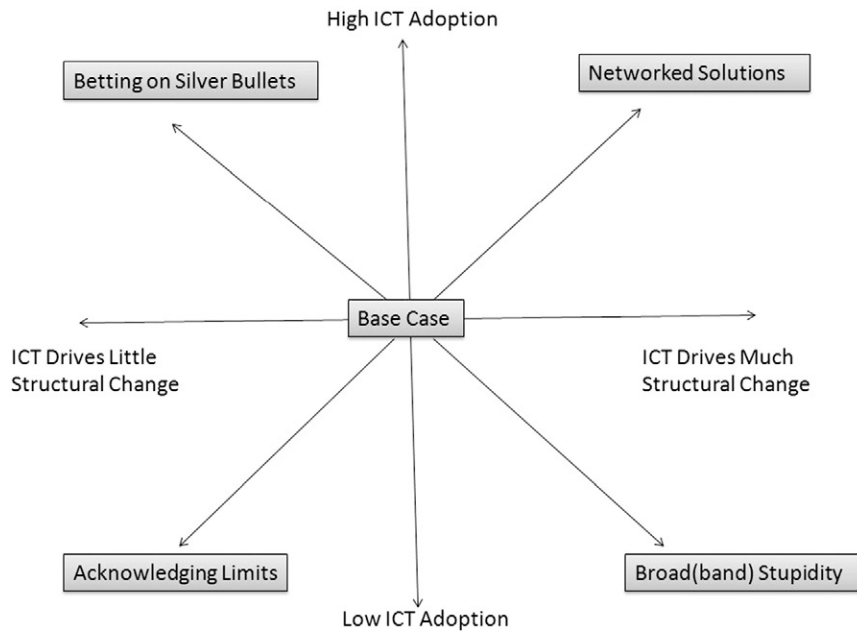 High ICT Adoption
Betting on Silver Bullets
Networked Solutions
Base Case
ICT Drives Little
Structural Change
ICT Drives Much
Structural Change
Acknowledging Limits
Broad(band) Stupidity
Low ICT Adoption